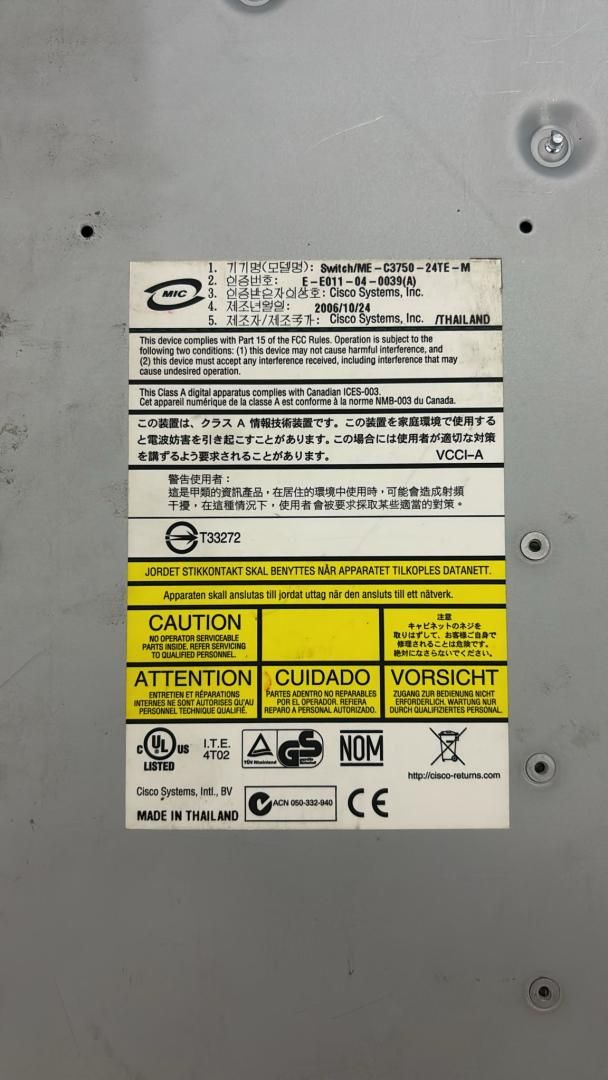 MIC
1. 기기명(모델명): Switch/ME-C3750-24TE-M
2. 인증번호: E-E011-04-0039(A)
3. 인증받은자의상호: Cisco Systems, Inc.
4. 제조년월일: 2006/10/24
5. 제조자/제조국가: Cisco Systems, Inc. /THAILAND
This device complies with Part 15 of the FCC Rules. Operation is subject to the
following two conditions: (1) this device may not cause harmful interference, and
(2) this device must accept any interference received, including interference that may
cause undesired operation.
This Class A digital apparatus complies with Canadian ICES-003.
Cet appareil numérique de la classe A est conforme à la norme NMB-003 du Canada.
この装置は、クラス A 情報技術装置です。この装置を家庭環境で使用する
と電波妨害を引き起こすことがあります。この場合には使用者が適切な対策
を講ずるよう要求されることがあります。 VCCI-A
警告使用者：
這是甲類的資訊產品，在居住的環境中使用時，可能會造成射頻
干擾，在這種情況下，使用者會被要求採取某些適當的對策。
T33272
JORDET STIKKONTAKT SKAL BENYTTES NÅR APPARATET TILKOPLES DATANETT.
Apparaten skall anslutas till jordat uttag när den ansluts till ett nätverk.
CAUTION
NO OPERATOR SERVICEABLE
PARTS INSIDE. REFER SERVICING
TO QUALIFIED PERSONNEL.
注意
キャビネットのネジを
取りはずして、お客様ご自身で
修理されることは危険です。
絶対になさらないでください。
ATTENTION
ENTRETIEN ET RÉPARATIONS
INTERNES NE SONT AUTORISES QU'AU
PERSONNEL TECHNIQUE QUALIFIÉ.
CUIDADO
PARTES ADENTRO NO REPARABLES
POR EL OPERADOR. REFIERA
REPARO A PERSONAL AUTORIZADO.
VORSICHT
ZUGANG ZUR BEDIENUNG NICHT
ERFORDERLICH. WARTUNG NUR
DURCH QUALIFIZIERTES PERSONAL.
C UL US
LISTED
I.T.E.
4T02
TÜV Rheinland
GS
NOM
http://cisco-returns.com
Cisco Systems, Intl., BV
MADE IN THAILAND
ACN 050-332-940
CE